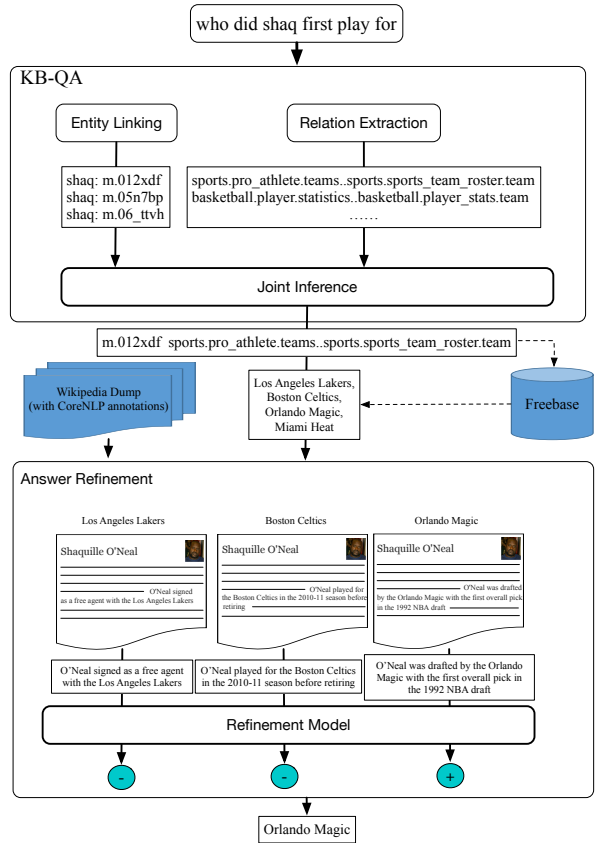 who did shaq first play for
KB-QA
Entity Linking
Relation Extraction
shaq: m.012xdf
shaq: m.05n7bp
shaq: m.06_ttvh
sports.pro_athlete.teams..sports.sports_team_roster.team
basketball.player.statistics..basketball.player_stats.team
......
Joint Inference
m.012xdf sports.pro_athlete.teams..sports.sports_team_roster.team
Wikipedia Dump
(with CoreNLP annotations)
Los Angeles Lakers,
Boston Celtics,
Orlando Magic,
Miami Heat
Freebase
Answer Refinement
Los Angeles Lakers
Boston Celtics
Orlando Magic
Shaquille O'Neal
O'Neal signed
as a free agent with the Los Angeles Lakers
Shaquille O'Neal
O'Neal played for
the Boston Celtics in the 2010-11 season before
retiring
Shaquille O'Neal
O'Neal was drafted
by the Orlando Magic with the first overall pick
in the 1992 NBA draft
O'Neal signed as a free agent
with the Los Angeles Lakers
O'Neal played for the Boston Celtics
in the 2010-11 season before retiring
O'Neal was drafted by the Orlando
Magic with the first overall pick in
the 1992 NBA draft
Refinement Model
-
-
+
Orlando Magic